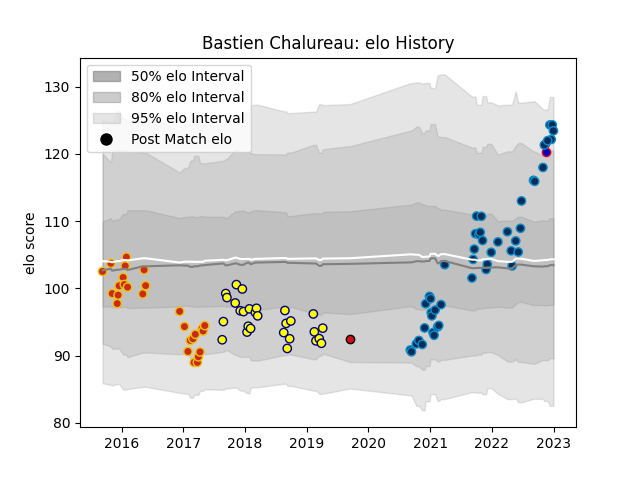 Bastien Chalureau: elo History
50% elo Interval
80% elo Interval
95% elo Interval
Post Match elo
elo score
130
120
110
100
90
80
2016 2017 2018 2019 2020 2021 2022 2023